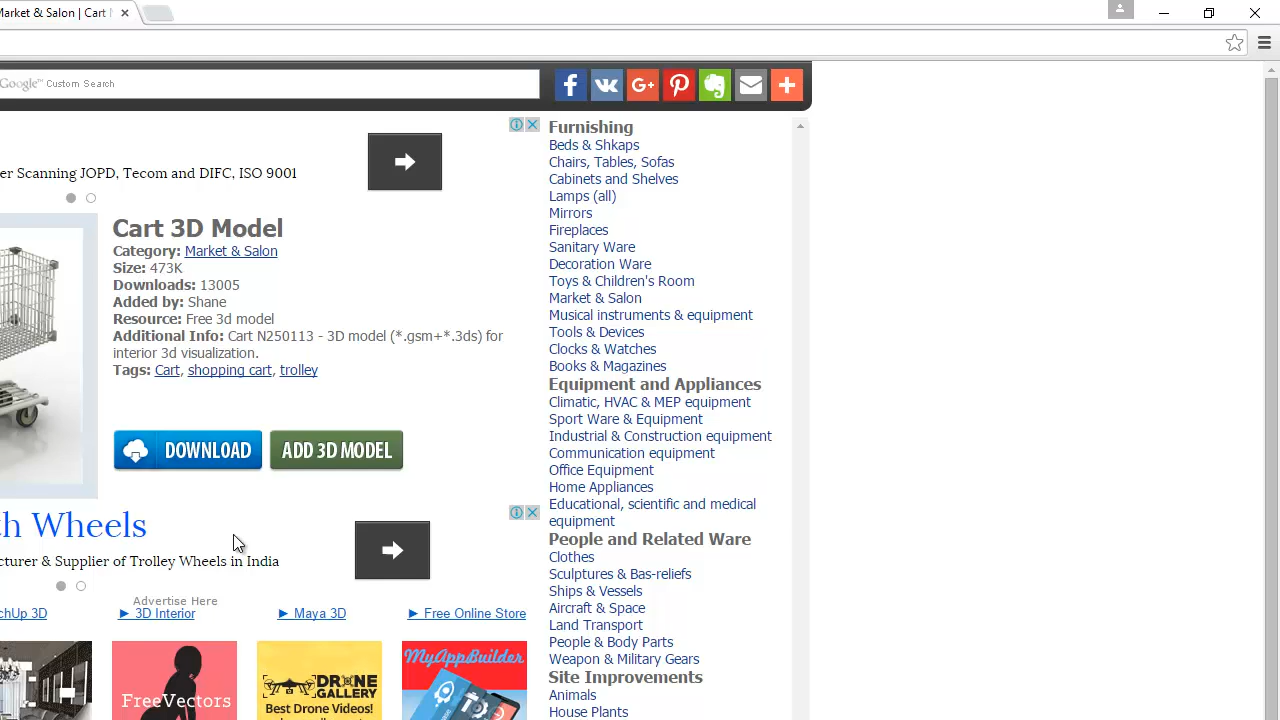 Market & Salon | Cart
Google™ Custom Search
er Scanning JOPD, Tecom and DIFC, ISO 9001
Cart 3D Model
Category: Market & Salon
Size: 473K
Downloads: 13005
Added by: Shane
Resource: Free 3d model
Additional Info: Cart N250113 - 3D model (*.gsm+*.3ds) for
interior 3d visualization.
Tags: Cart, shopping cart, trolley
DOWNLOAD
ADD 3D MODEL
th Wheels
cturer & Supplier of Trolley Wheels in India
Advertise Here
chUp 3D
► 3D Interior
► Maya 3D
► Free Online Store
FreeVectors
DRONE
GALLERY
Best Drone Videos!
MyAppBuilder
Furnishing
Beds & Shkaps
Chairs, Tables, Sofas
Cabinets and Shelves
Lamps (all)
Mirrors
Fireplaces
Sanitary Ware
Decoration Ware
Toys & Children's Room
Market & Salon
Musical instruments & equipment
Tools & Devices
Clocks & Watches
Books & Magazines
Equipment and Appliances
Climatic, HVAC & MEP equipment
Sport Ware & Equipment
Industrial & Construction equipment
Communication equipment
Office Equipment
Home Appliances
Educational, scientific and medical
equipment
People and Related Ware
Clothes
Sculptures & Bas-reliefs
Ships & Vessels
Aircraft & Space
Land Transport
People & Body Parts
Weapon & Military Gears
Site Improvements
Animals
House Plants